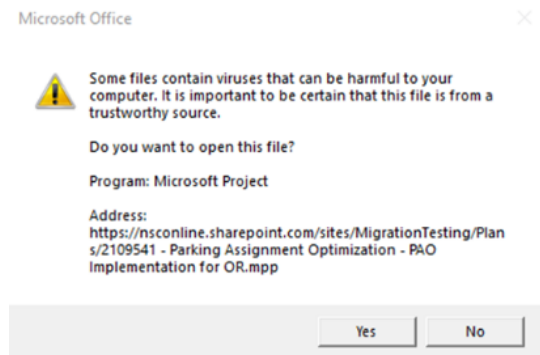 Microsoft Office
Some files contain viruses that can be harmful to your
computer. It is important to be certain that this file is from a
trustworthy source.
Do you want to open this file?
Program: Microsoft Project
Address:
https://nsconline.sharepoint.com/sites/MigrationTesting/Plan
s/2109541 - Parking Assignment Optimization - PAO
Implementation for OR.mpp
Yes
No